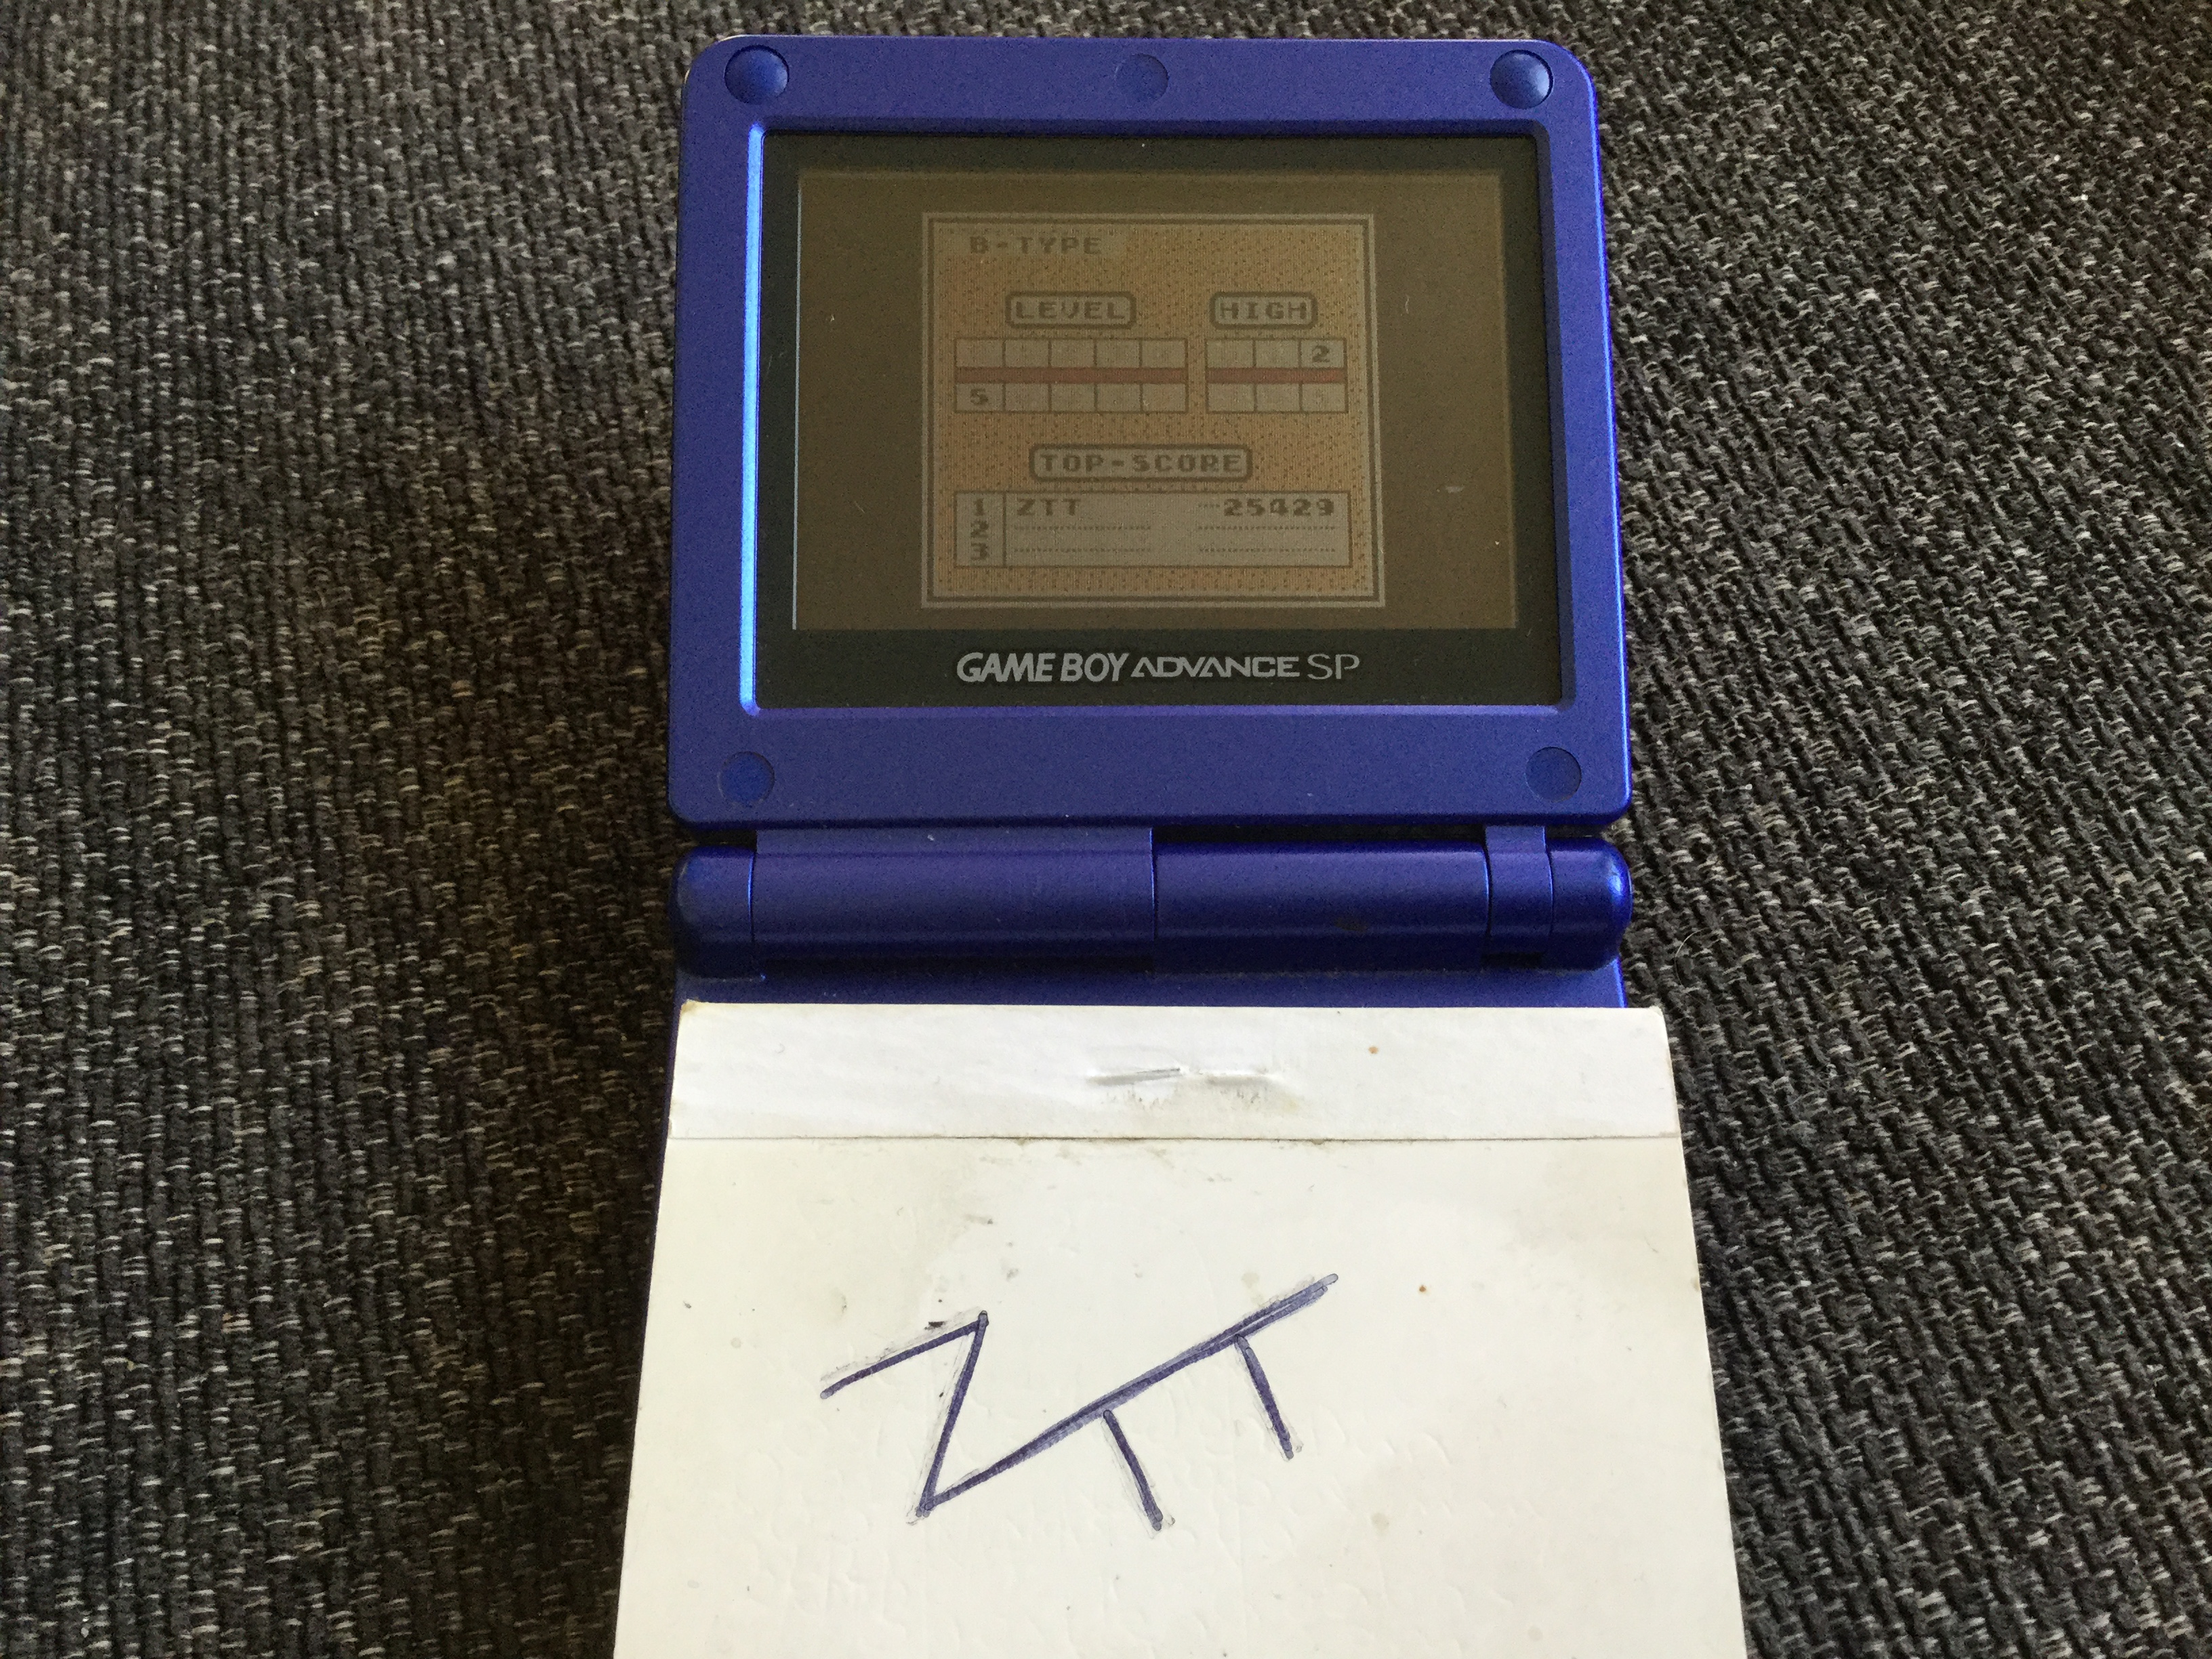 B-TYPE
LEVEL HIGH
2
5
TOP-SCORE
1 ZTT 25429
2
3
GAME BOY ADVANCE SP
ZTT